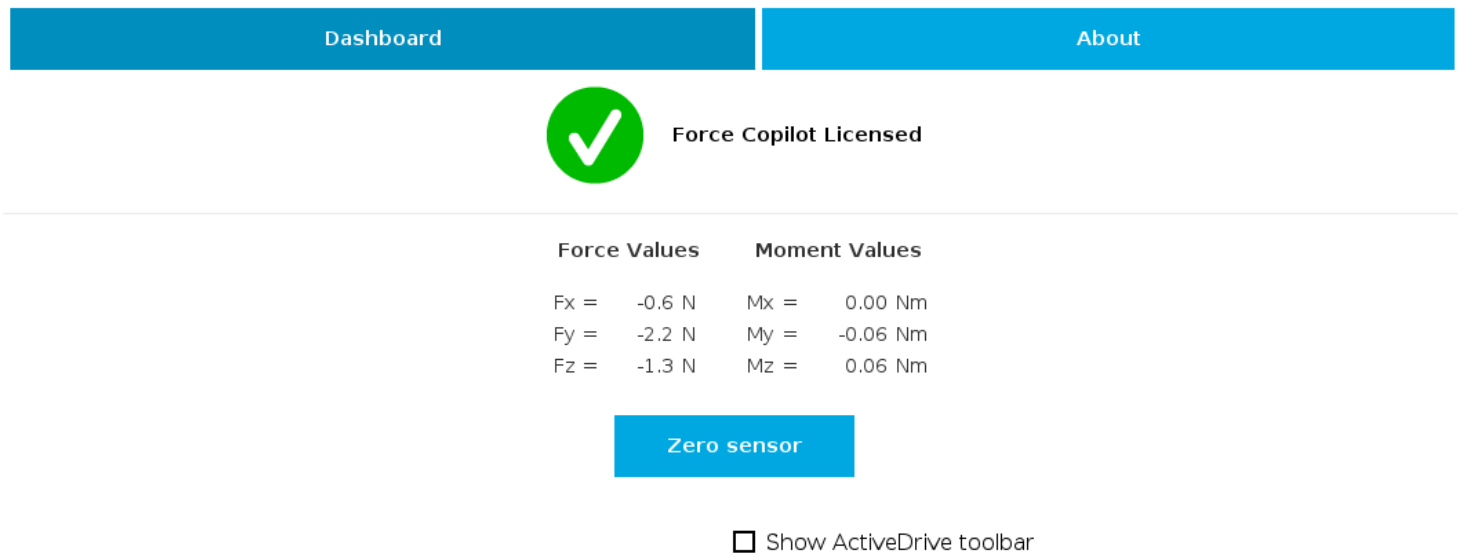 Dashboard About
Force Copilot Licensed
Force Values Moment Values
Fx = -0.6 N Mx = 0.00 Nm
Fy = -2.2 N My = -0.06 Nm
Fz = -1.3 N Mz = 0.06 Nm
Zero sensor
Show ActiveDrive toolbar